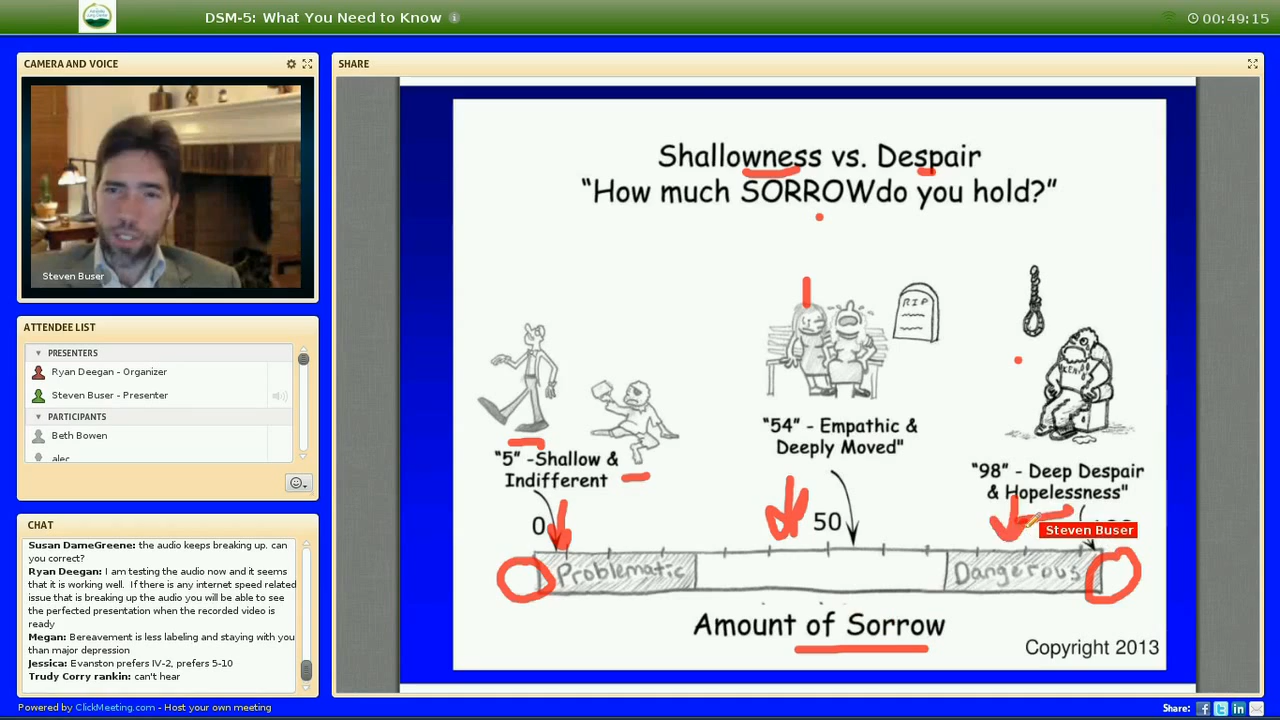 DSM-5: What You Need to Know
00:49:15
CAMERA AND VOICE
Steven Buser
ATTENDEE LIST
PRESENTERS
Ryan Deegan - Organizer
Steven Buser - Presenter
PARTICIPANTS
Beth Bowen
alec
CHAT
Susan DameGreene: the audio keeps breaking up. can
you correct?
Ryan Deegan: I am testing the audio now and it seems
that it is working well. If there is any internet speed related
issue that is breaking up the audio you will be able to see
the perfected presentation when the recorded video is
ready
Megan: Bereavement is less labeling and staying with you
than major depression
Jessica: Evanston prefers IV-2, prefers 5-10
Trudy Corry rankin: can't hear
SHARE
Shallowness vs. Despair
"How much SORROW do you hold?"
RIP
"5" -Shallow &
Indifferent
"54" - Empathic &
Deeply Moved"
"98" - Deep Despair
& Hopelessness"
0
50
Steven Buser
Problematic
Dangerous
Amount of Sorrow
Copyright 2013
Powered by ClickMeeting.com - Host your own meeting
Share: